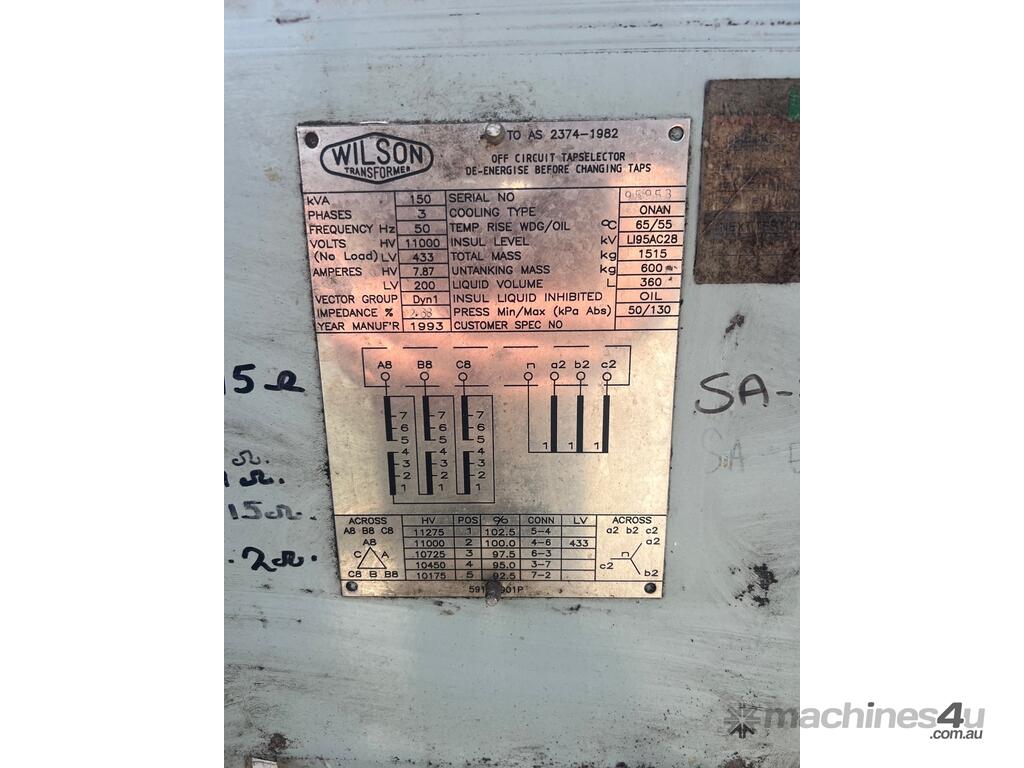 WILSON
TRANSFORMER
TO AS 2374-1982
OFF CIRCUIT TAPSELECTOR
DE-ENERGISE BEFORE CHANGING TAPS
kVA 150 SERIAL NO
PHASES 3 COOLING TYPE ONAN
FREQUENCY Hz 50 TEMP RISE WDG/OIL °C 65/55
VOLTS HV 11000 INSUL LEVEL kV LI95AC28
(No Load) LV 433 TOTAL MASS kg 1515
AMPERES HV 7.87 UNTANKING MASS kg 600
LV 200 LIQUID VOLUME L 360
VECTOR GROUP Dyn1 INSUL LIQUID INHIBITED OIL
IMPEDANCE % PRESS Min/Max (kPa Abs) 50/130
YEAR MANUF'R 1993 CUSTOMER SPEC NO
A8 B8 C8 n a2 b2 c2
7 7 7
6 6 6
5 5 5
4 4 4
3 3 3
2 2 2
1 1 1
1 1 1
ACROSS HV POS % CONN LV ACROSS
A8 B8 C8 11275 1 102.5 5-4 a2 b2 c2
A8 11000 2 100.0 4-6 433 a2
C A 10725 3 97.5 6-3 n
10450 4 95.0 3-7 c2
C8 B B8 10175 5 92.5 7-2 b2
901P
15Ω
Ω.
1Ω.
15Ω.
.2Ω
SA-
SA
machines4u
.com.au